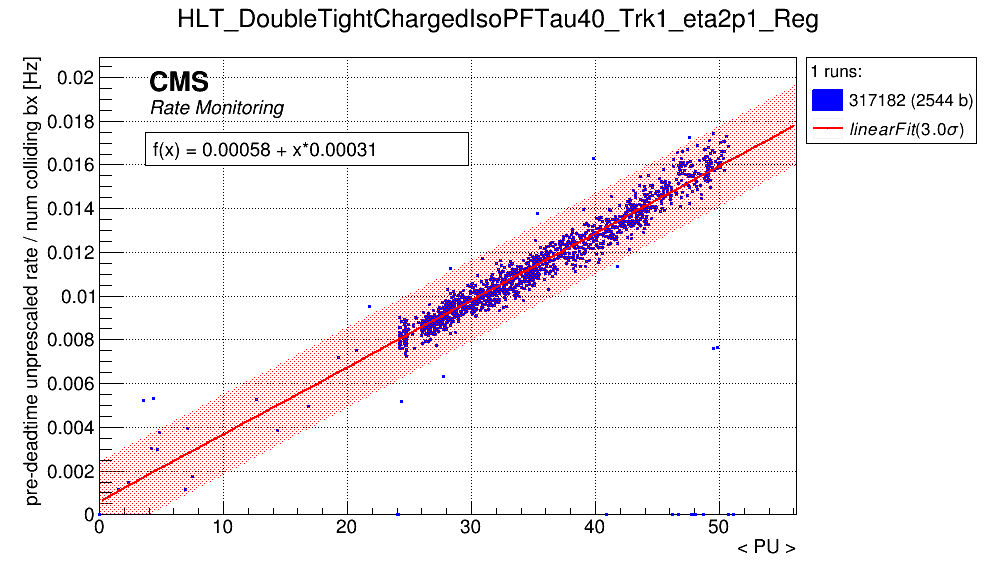 HLT_DoubleTightChargedIsoPFTau40_Trk1_eta2p1_Reg
pre-deadtime unprescaled rate / num colliding bx [Hz]
CMS
Rate Monitoring
f(x) = 0.00058 + x*0.00031
1 runs:
317182 (2544 b)
linearFit(3.0σ)
0.02
0.018
0.016
0.014
0.012
0.01
0.008
0.006
0.004
0.002
0
0 10 20 30 40 50
< PU >